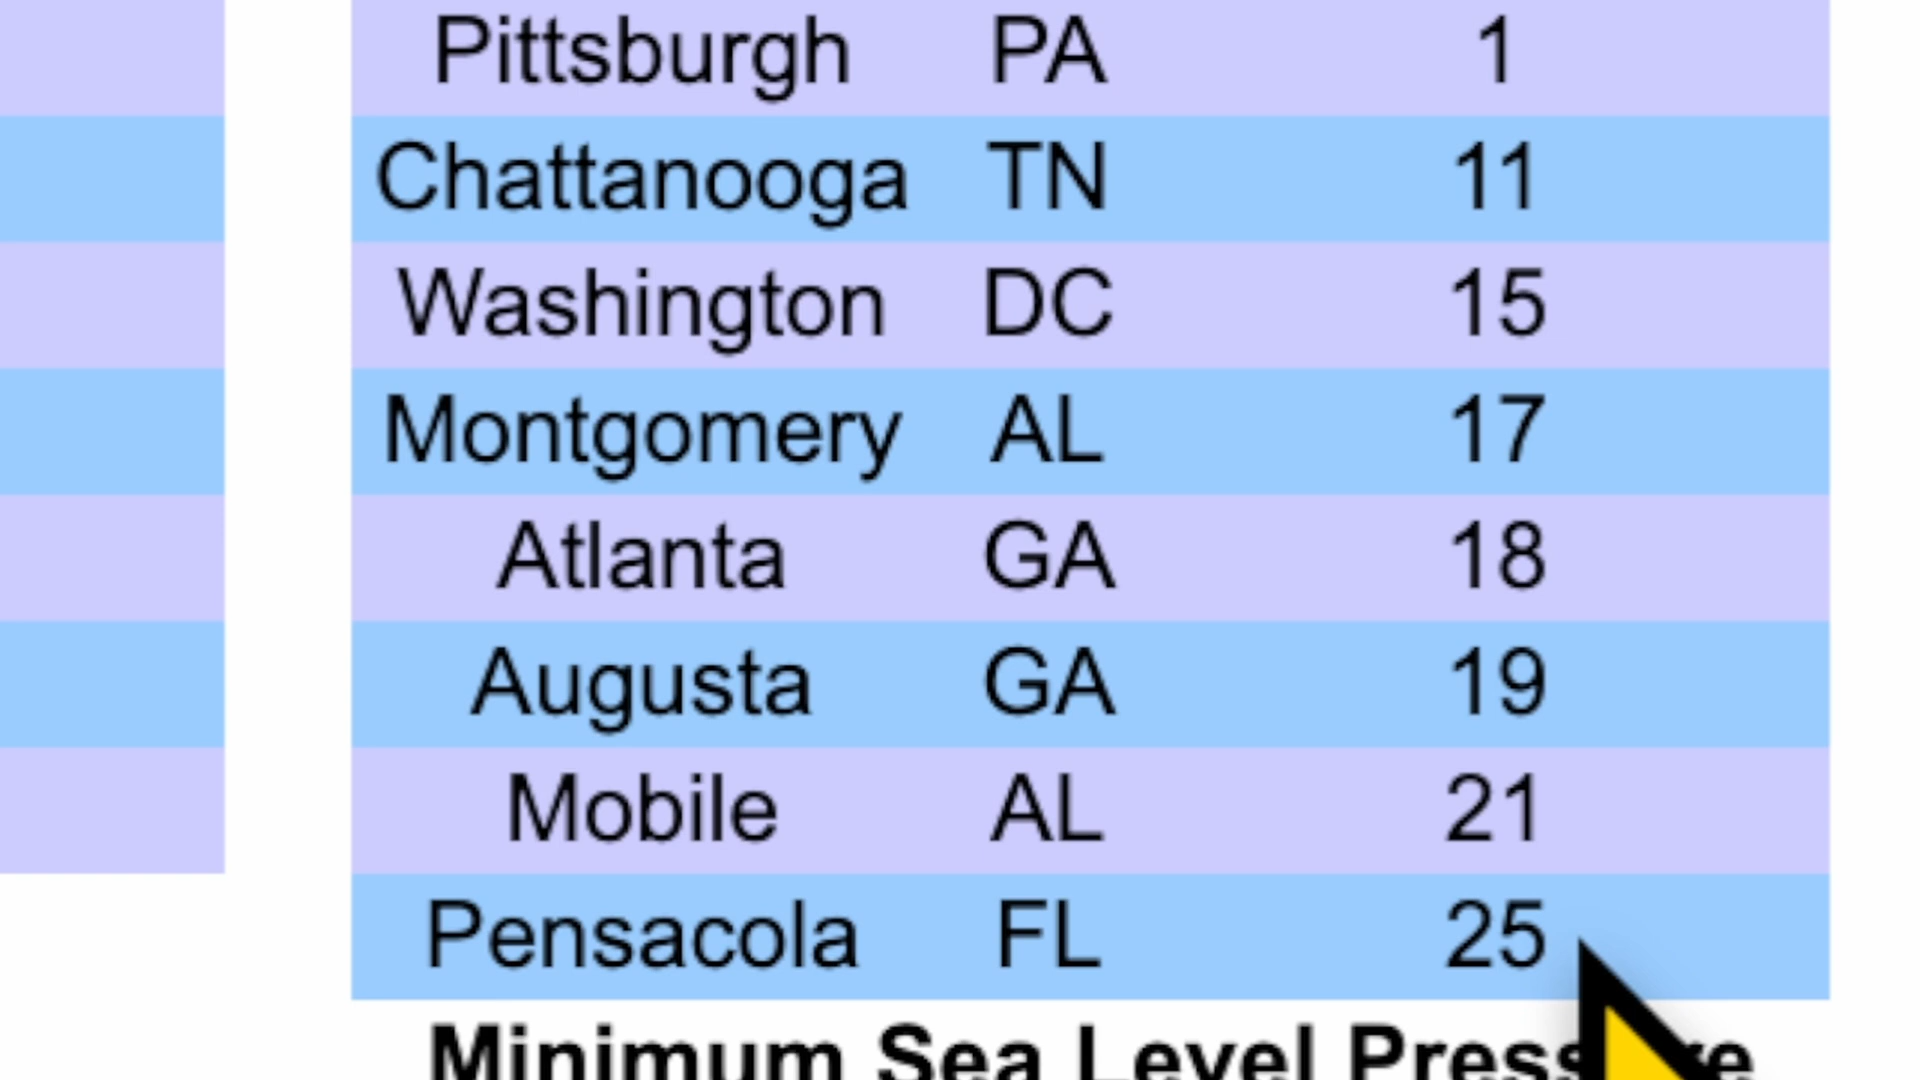 Pittsburgh PA 1
Chattanooga TN 11
Washington DC 15
Montgomery AL 17
Atlanta GA 18
Augusta GA 19
Mobile AL 21
Pensacola FL 25
Minimum Sea Level Pressure